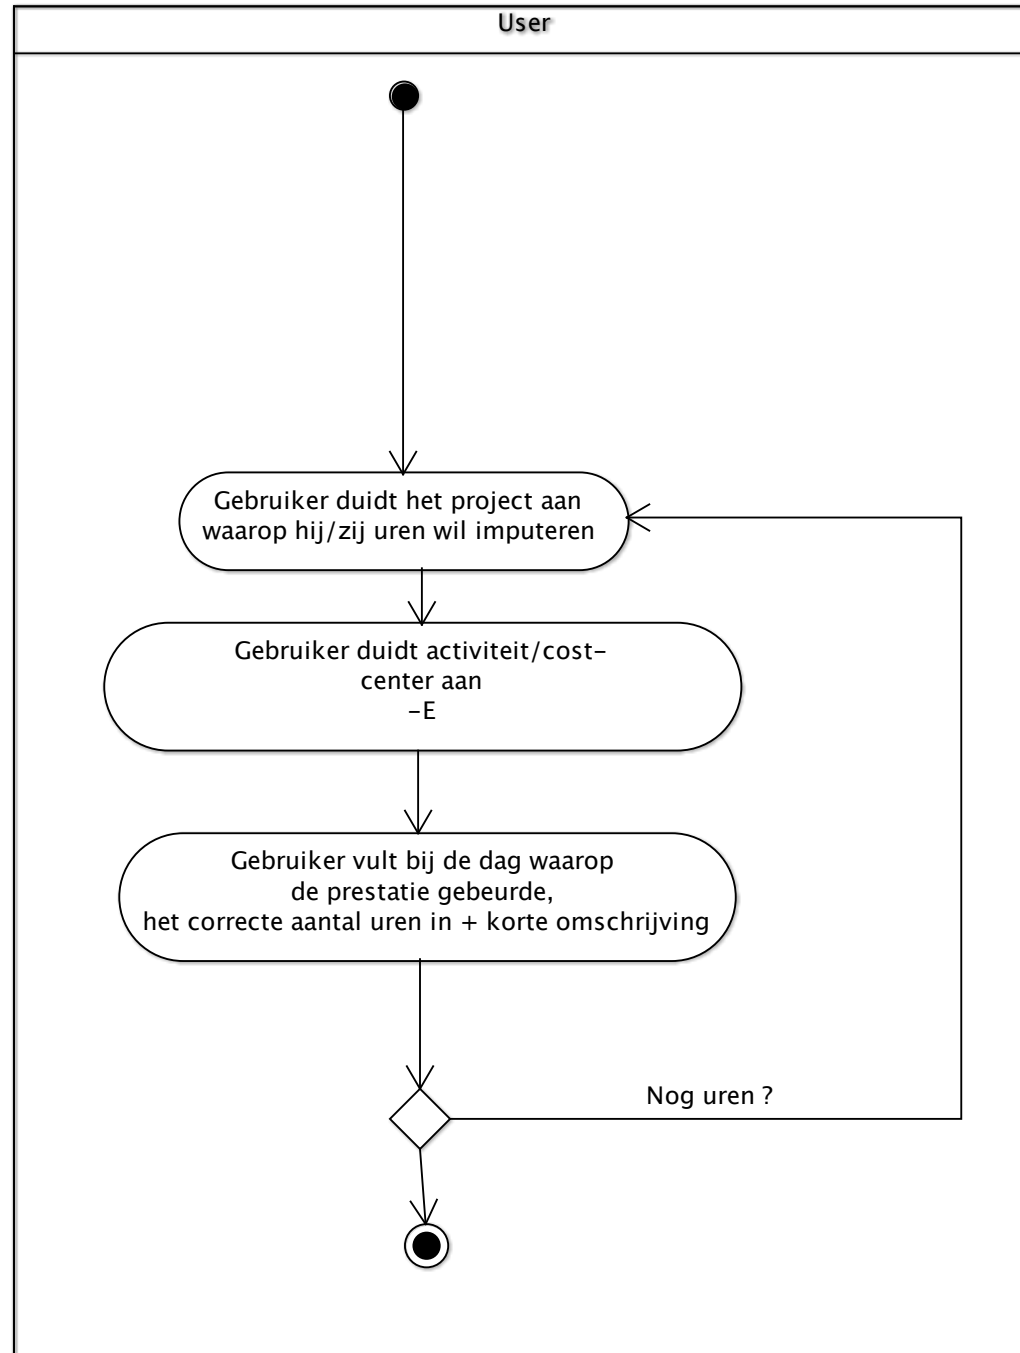 User
Gebruiker duidt het project aan
waarop hij/zij uren wil imputeren
Gebruiker duidt activiteit/cost-
center aan
-E
Gebruiker vult bij de dag waarop
de prestatie gebeurde,
het correcte aantal uren in + korte omschrijving
Nog uren ?